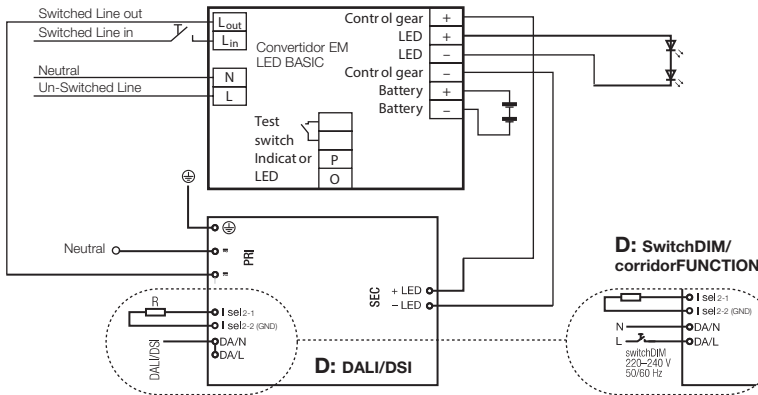 Switched Line out
Switched Line in
Neutral
Un-Switched Line
Lout
Lin
N
L
Convertidor EM
LED BASIC
Test
switch
Indicator
LED
P
O
Control gear +
LED +
LED –
Control gear –
Battery +
Battery –
Neutral
=
=
PRI
SEC
+ LED
– LED
R
I sel2-1
I sel2-2 (GND)
DA/N
DA/L
DALI/DSI
D: DALI/DSI
D: SwitchDIM/
corridorFUNCTION
I sel2-1
I sel2-2 (GND)
N
DA/N
L
DA/L
switchDIM
220–240 V
50/60 Hz